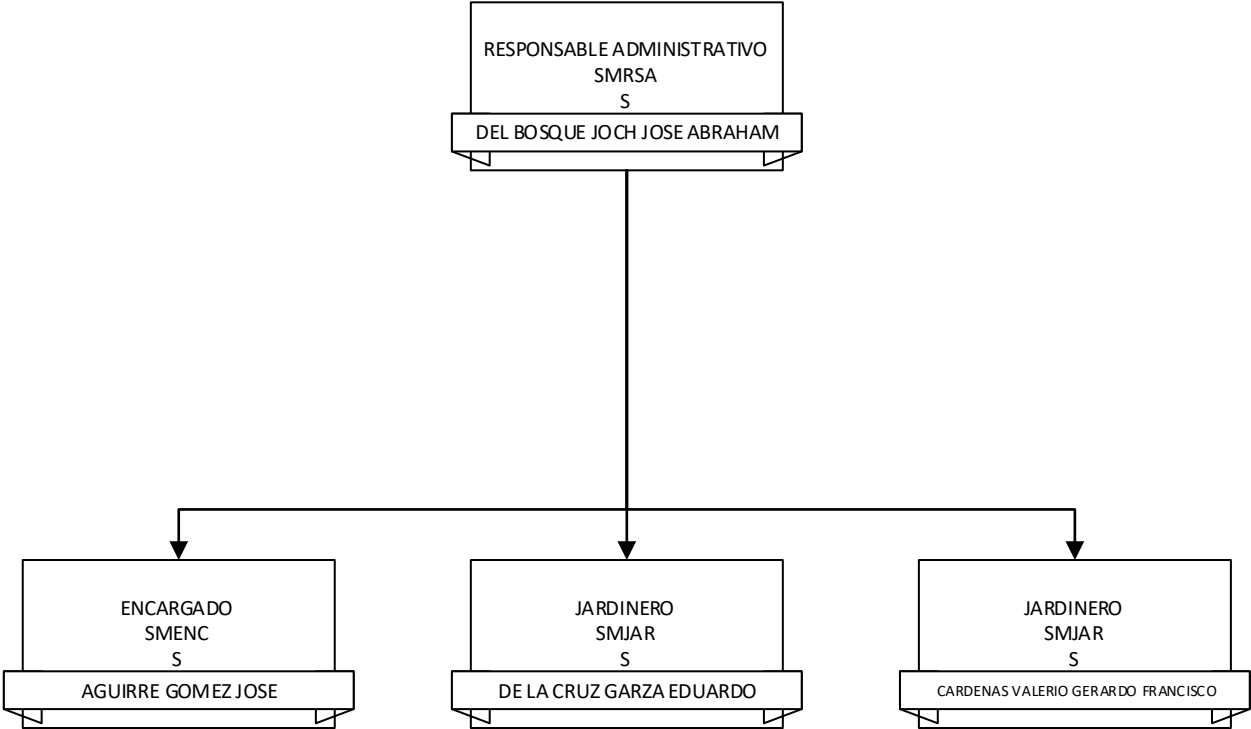 RESPONSABLE ADMINISTRATIVO
SMRSA
S
DEL BOSQUE JOCH JOSE ABRAHAM
ENCARGADO
SMENC
S
AGUIRRE GOMEZ JOSE
JARDINERO
SMJAR
S
DE LA CRUZ GARZA EDUARDO
JARDINERO
SMJAR
S
CARDENAS VALERIO GERARDO FRANCISCO